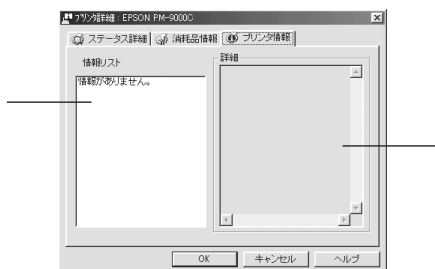 プリンタ詳細 : EPSON PM-9000C
ステータス詳細 消耗品情報 プリンタ情報
情報リスト
詳細
情報がありません。
OK キャンセル ヘルプ